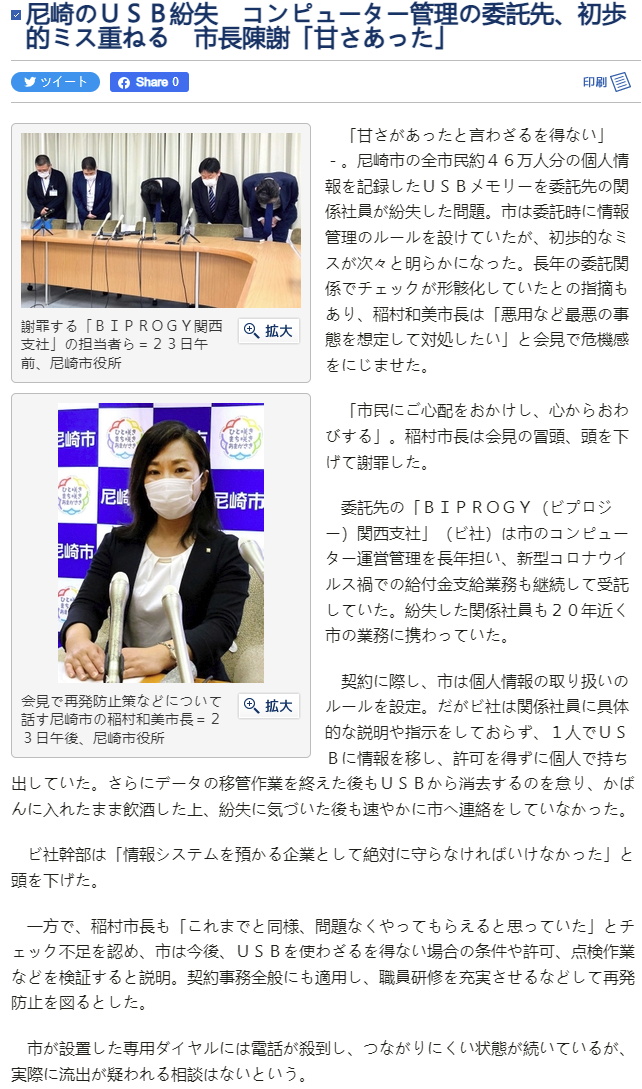 尼崎のＵＳＢ紛失　コンピューター管理の委託先、初歩
的ミス重ねる　市長陳謝「甘さあった」
ツイート
Share 0
印刷
謝罪する「ＢＩＰＲＯＧＹ関西
支社」の担当者ら＝２３日午
前、尼崎市役所
拡大
ひと咲き
まち咲き
あまがさき
尼崎市
会見で再発防止策などについて
話す尼崎市の稲村和美市長＝２
３日午後、尼崎市役所
拡大
「甘さがあったと言わざるを得ない」
－。尼崎市の全市民約４６万人分の個人情
報を記録したＵＳＢメモリーを委託先の関
係社員が紛失した問題。市は委託時に情報
管理のルールを設けていたが、初歩的なミ
スが次々と明らかになった。長年の委託関
係でチェックが形骸化していたとの指摘も
あり、稲村和美市長は「悪用など最悪の事
態を想定して対処したい」と会見で危機感
をにじませた。
「市民にご心配をおかけし、心からおわ
びする」。稲村市長は会見の冒頭、頭を下
げて謝罪した。
委託先の「ＢＩＰＲＯＧＹ（ビプロジ
ー）関西支社」（ビ社）は市のコンピュー
ター運営管理を長年担い、新型コロナウイ
ルス禍での給付金支給業務も継続して受託
していた。紛失した関係社員も２０年近く
市の業務に携わっていた。
契約に際し、市は個人情報の取り扱いの
ルールを設定。だがビ社は関係社員に具体
的な説明や指示をしておらず、１人でＵＳ
Ｂに情報を移し、許可を得ずに個人で持ち
出していた。さらにデータの移管作業を終えた後もＵＳＢから消去するのを怠り、かば
んに入れたまま飲酒した上、紛失に気づいた後も速やかに市へ連絡をしていなかった。
ビ社幹部は「情報システムを預かる企業として絶対に守らなければいけなかった」と
頭を下げた。
一方で、稲村市長も「これまでと同様、問題なくやってもらえると思っていた」とチ
ェック不足を認め、市は今後、ＵＳＢを使わざるを得ない場合の条件や許可、点検作業
などを検証すると説明。契約事務全般にも適用し、職員研修を充実させるなどして再発
防止を図るとした。
市が設置した専用ダイヤルには電話が殺到し、つながりにくい状態が続いているが、
実際に流出が疑われる相談はないという。